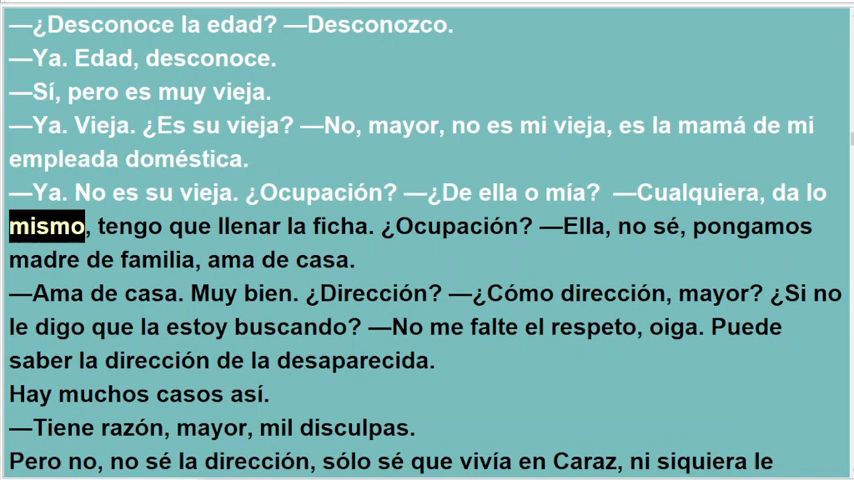 —¿Desconoce la edad? —Desconozco.
—Ya. Edad, desconoce.
—Sí, pero es muy vieja.
—Ya. Vieja. ¿Es su vieja? —No, mayor, no es mi vieja, es la mamá de mi
empleada doméstica.
—Ya. No es su vieja. ¿Ocupación? —¿De ella o mía?  —Cualquiera, da lo
mismo, tengo que llenar la ficha. ¿Ocupación? —Ella, no sé, pongamos
madre de familia, ama de casa.
—Ama de casa. Muy bien. ¿Dirección? —¿Cómo dirección, mayor? ¿Si no
le digo que la estoy buscando? —No me falte el respeto, oiga. Puede
saber la dirección de la desaparecida.
Hay muchos casos así.
—Tiene razón, mayor, mil disculpas.
Pero no, no sé la dirección, sólo sé que vivía en Caraz, ni siquiera le